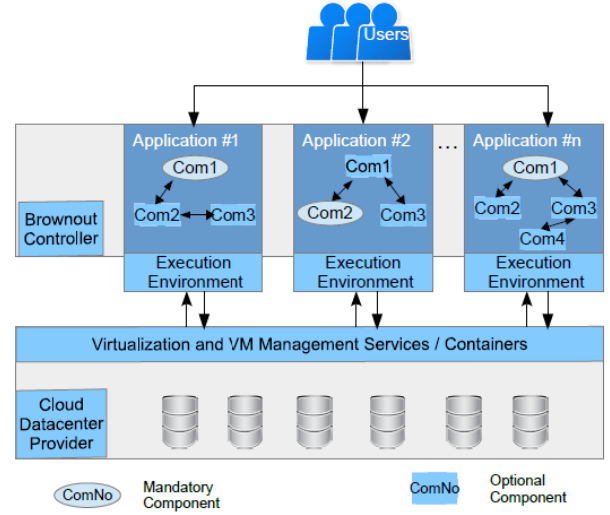 Users
Application #1
Application #2
...
Application #n
Com1
Com2
Com3
Com1
Com2
Com3
Com1
Com2
Com3
Com4
Brownout
Controller
Execution
Environment
Execution
Environment
Execution
Environment
Virtualization and VM Management Services / Containers
Cloud
Datacenter
Provider
ComNo
Mandatory
Component
ComNo
Optional
Component